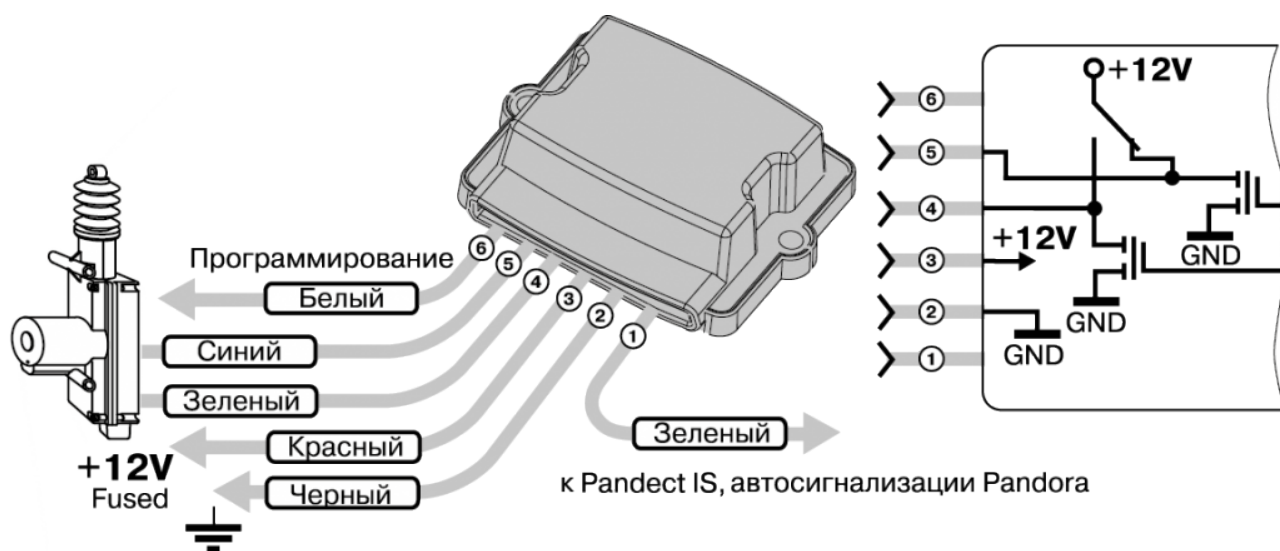 Программирование
Белый
Синий
Зеленый
Красный
Черный
+12V
Fused
6
5
4
3
2
1
Зеленый
к Pandect IS, автосигнализации Pandora
6
5
4
3
2
1
+12V
+12V
GND
GND
GND